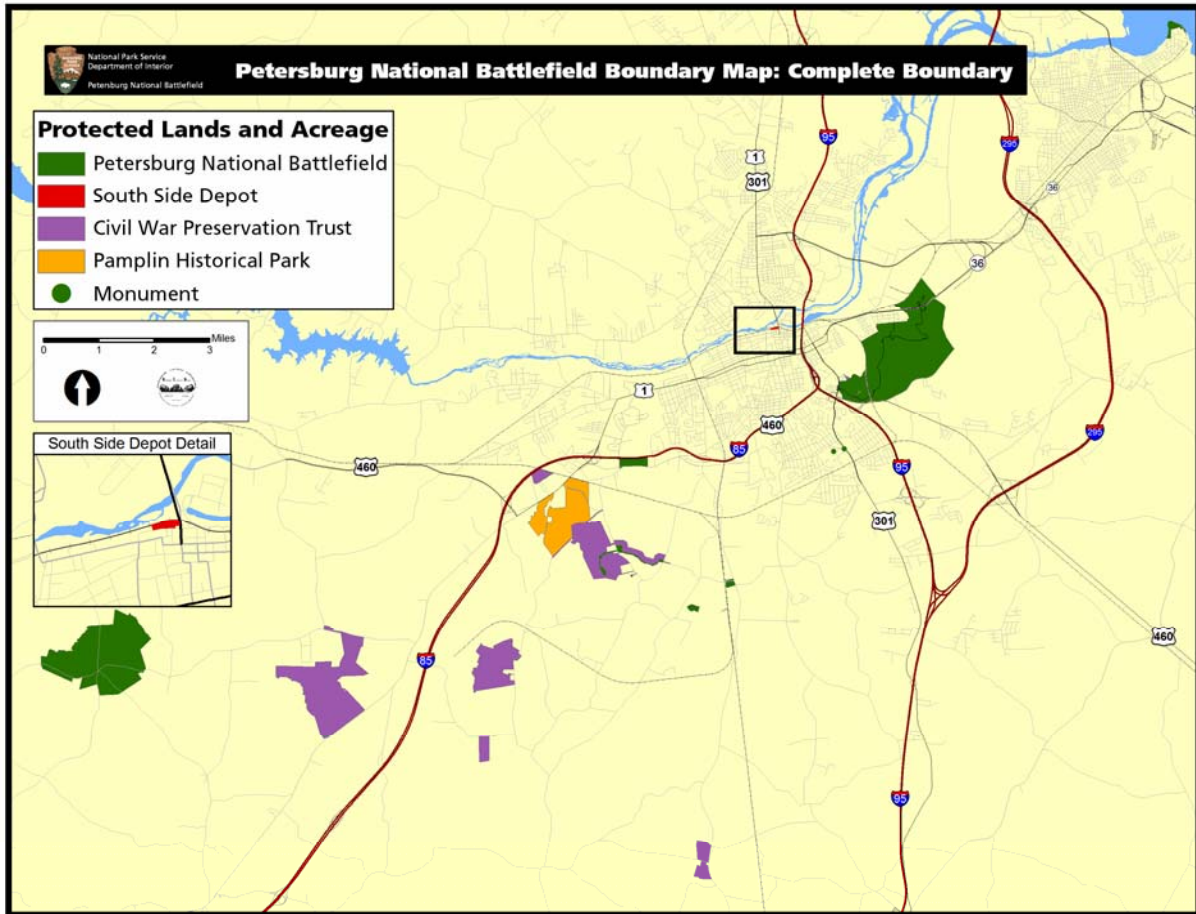 National Park Service
Department of Interior
Petersburg National Battlefield
Petersburg National Battlefield Boundary Map: Complete Boundary
Protected Lands and Acreage
Petersburg National Battlefield
South Side Depot
Civil War Preservation Trust
Pamplin Historical Park
Monument
Miles
0 1 2 3
South Side Depot Detail
95
295
1
301
36
36
1
460
85
460
295
95
301
460
85
95